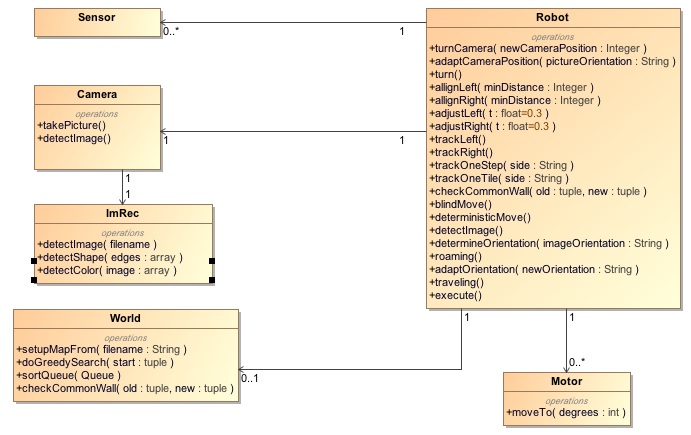 Sensor
0..*
1
Robot
operations
+turnCamera( newCameraPosition : Integer )
+adaptCameraPosition( pictureOrientation : String )
+turn()
+allignLeft( minDistance : Integer )
+allignRight( minDistance : Integer )
+adjustLeft( t : float=0.3 )
+adjustRight( t : float=0.3 )
+trackLeft()
+trackRight()
+trackOneStep( side : String )
+trackOneTile( side : String )
+checkCommonWall( old : tuple, new : tuple )
+blindMove()
+deterministicMove()
+detectImage()
+determineOrientation( imageOrientation : String )
+roaming()
+adaptOrientation( newOrientation : String )
+traveling()
+execute()
Camera
operations
+takePicture()
+detectImage()
1
1
1
1
ImRec
operations
+detectImage( filename )
+detectShape( edges : array )
+detectColor( image : array )
World
operations
+setupMapFrom( filename : String )
+doGreedySearch( start : tuple )
+sortQueue( Queue )
+checkCommonWall( old : tuple, new : tuple )
0..1
1
1
0..*
Motor
operations
+moveTo( degrees : int )